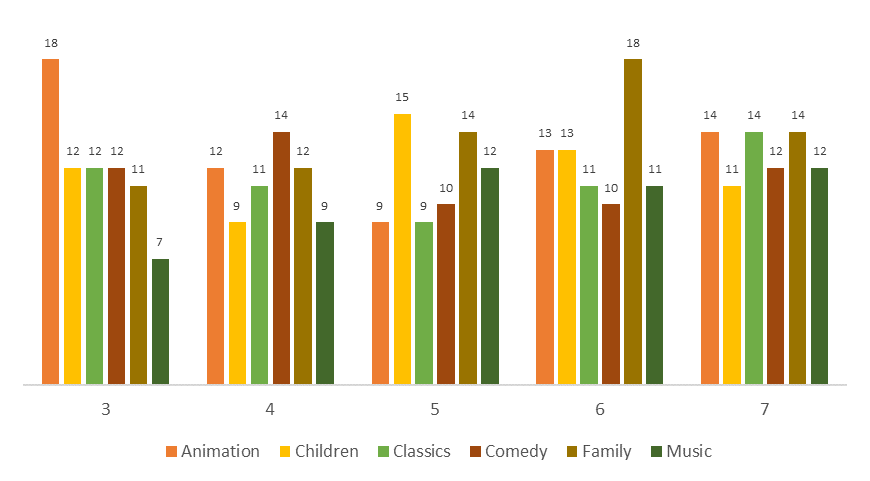 18 12 12 12 11 7 12 9 11 14 12 9 9 15 9 10 14 12 13 13 11 10 18 11 14 11 14 12 14 12
3 4 5 6 7
Animation Children Classics Comedy Family Music